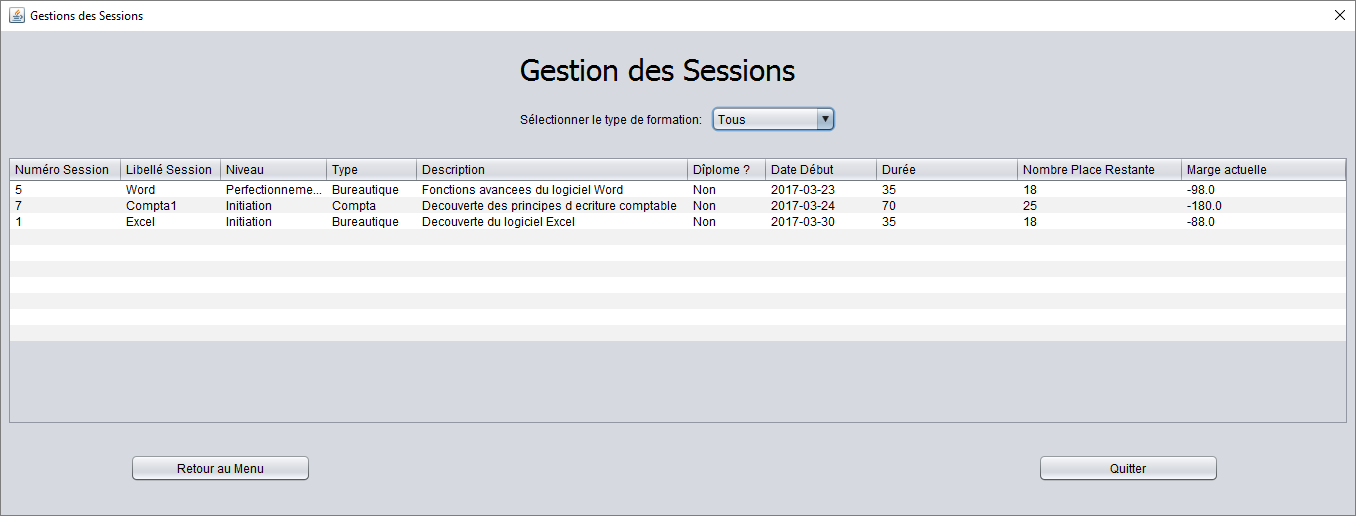 Gestions des Sessions
Gestion des Sessions
Sélectionner le type de formation: Tous
Numéro Session Libellé Session Niveau Type Description Dîplome ? Date Début Durée Nombre Place Restante Marge actuelle
5 Word Perfectionneme... Bureautique Fonctions avancees du logiciel Word Non 2017-03-23 35 18 -98.0
7 Compta1 Initiation Compta Decouverte des principes d ecriture comptable Non 2017-03-24 70 25 -180.0
1 Excel Initiation Bureautique Decouverte du logiciel Excel Non 2017-03-30 35 18 -88.0
Retour au Menu Quitter